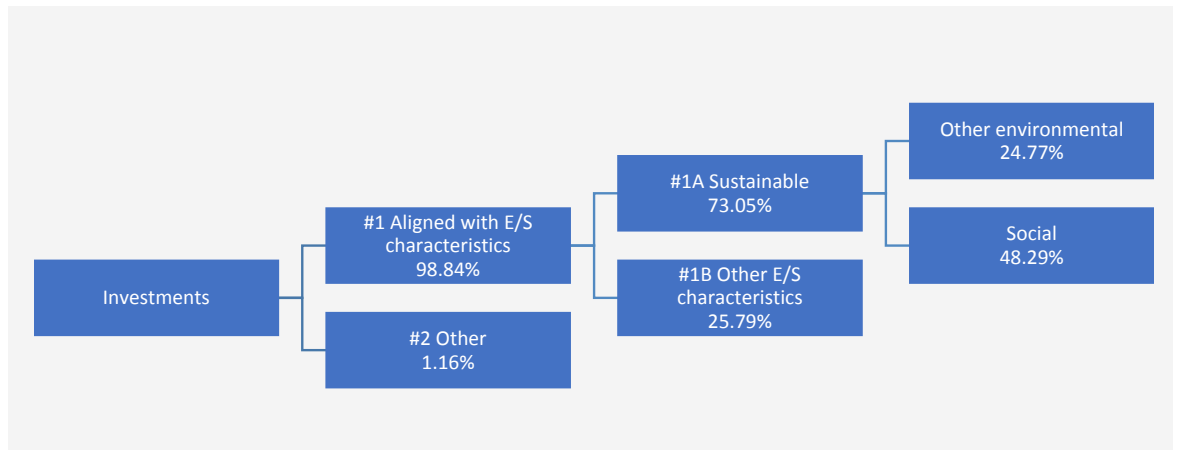 Investments
#1 Aligned with E/S
characteristics
98.84%
#2 Other
1.16%
#1A Sustainable
73.05%
#1B Other E/S
characteristics
25.79%
Other environmental
24.77%
Social
48.29%